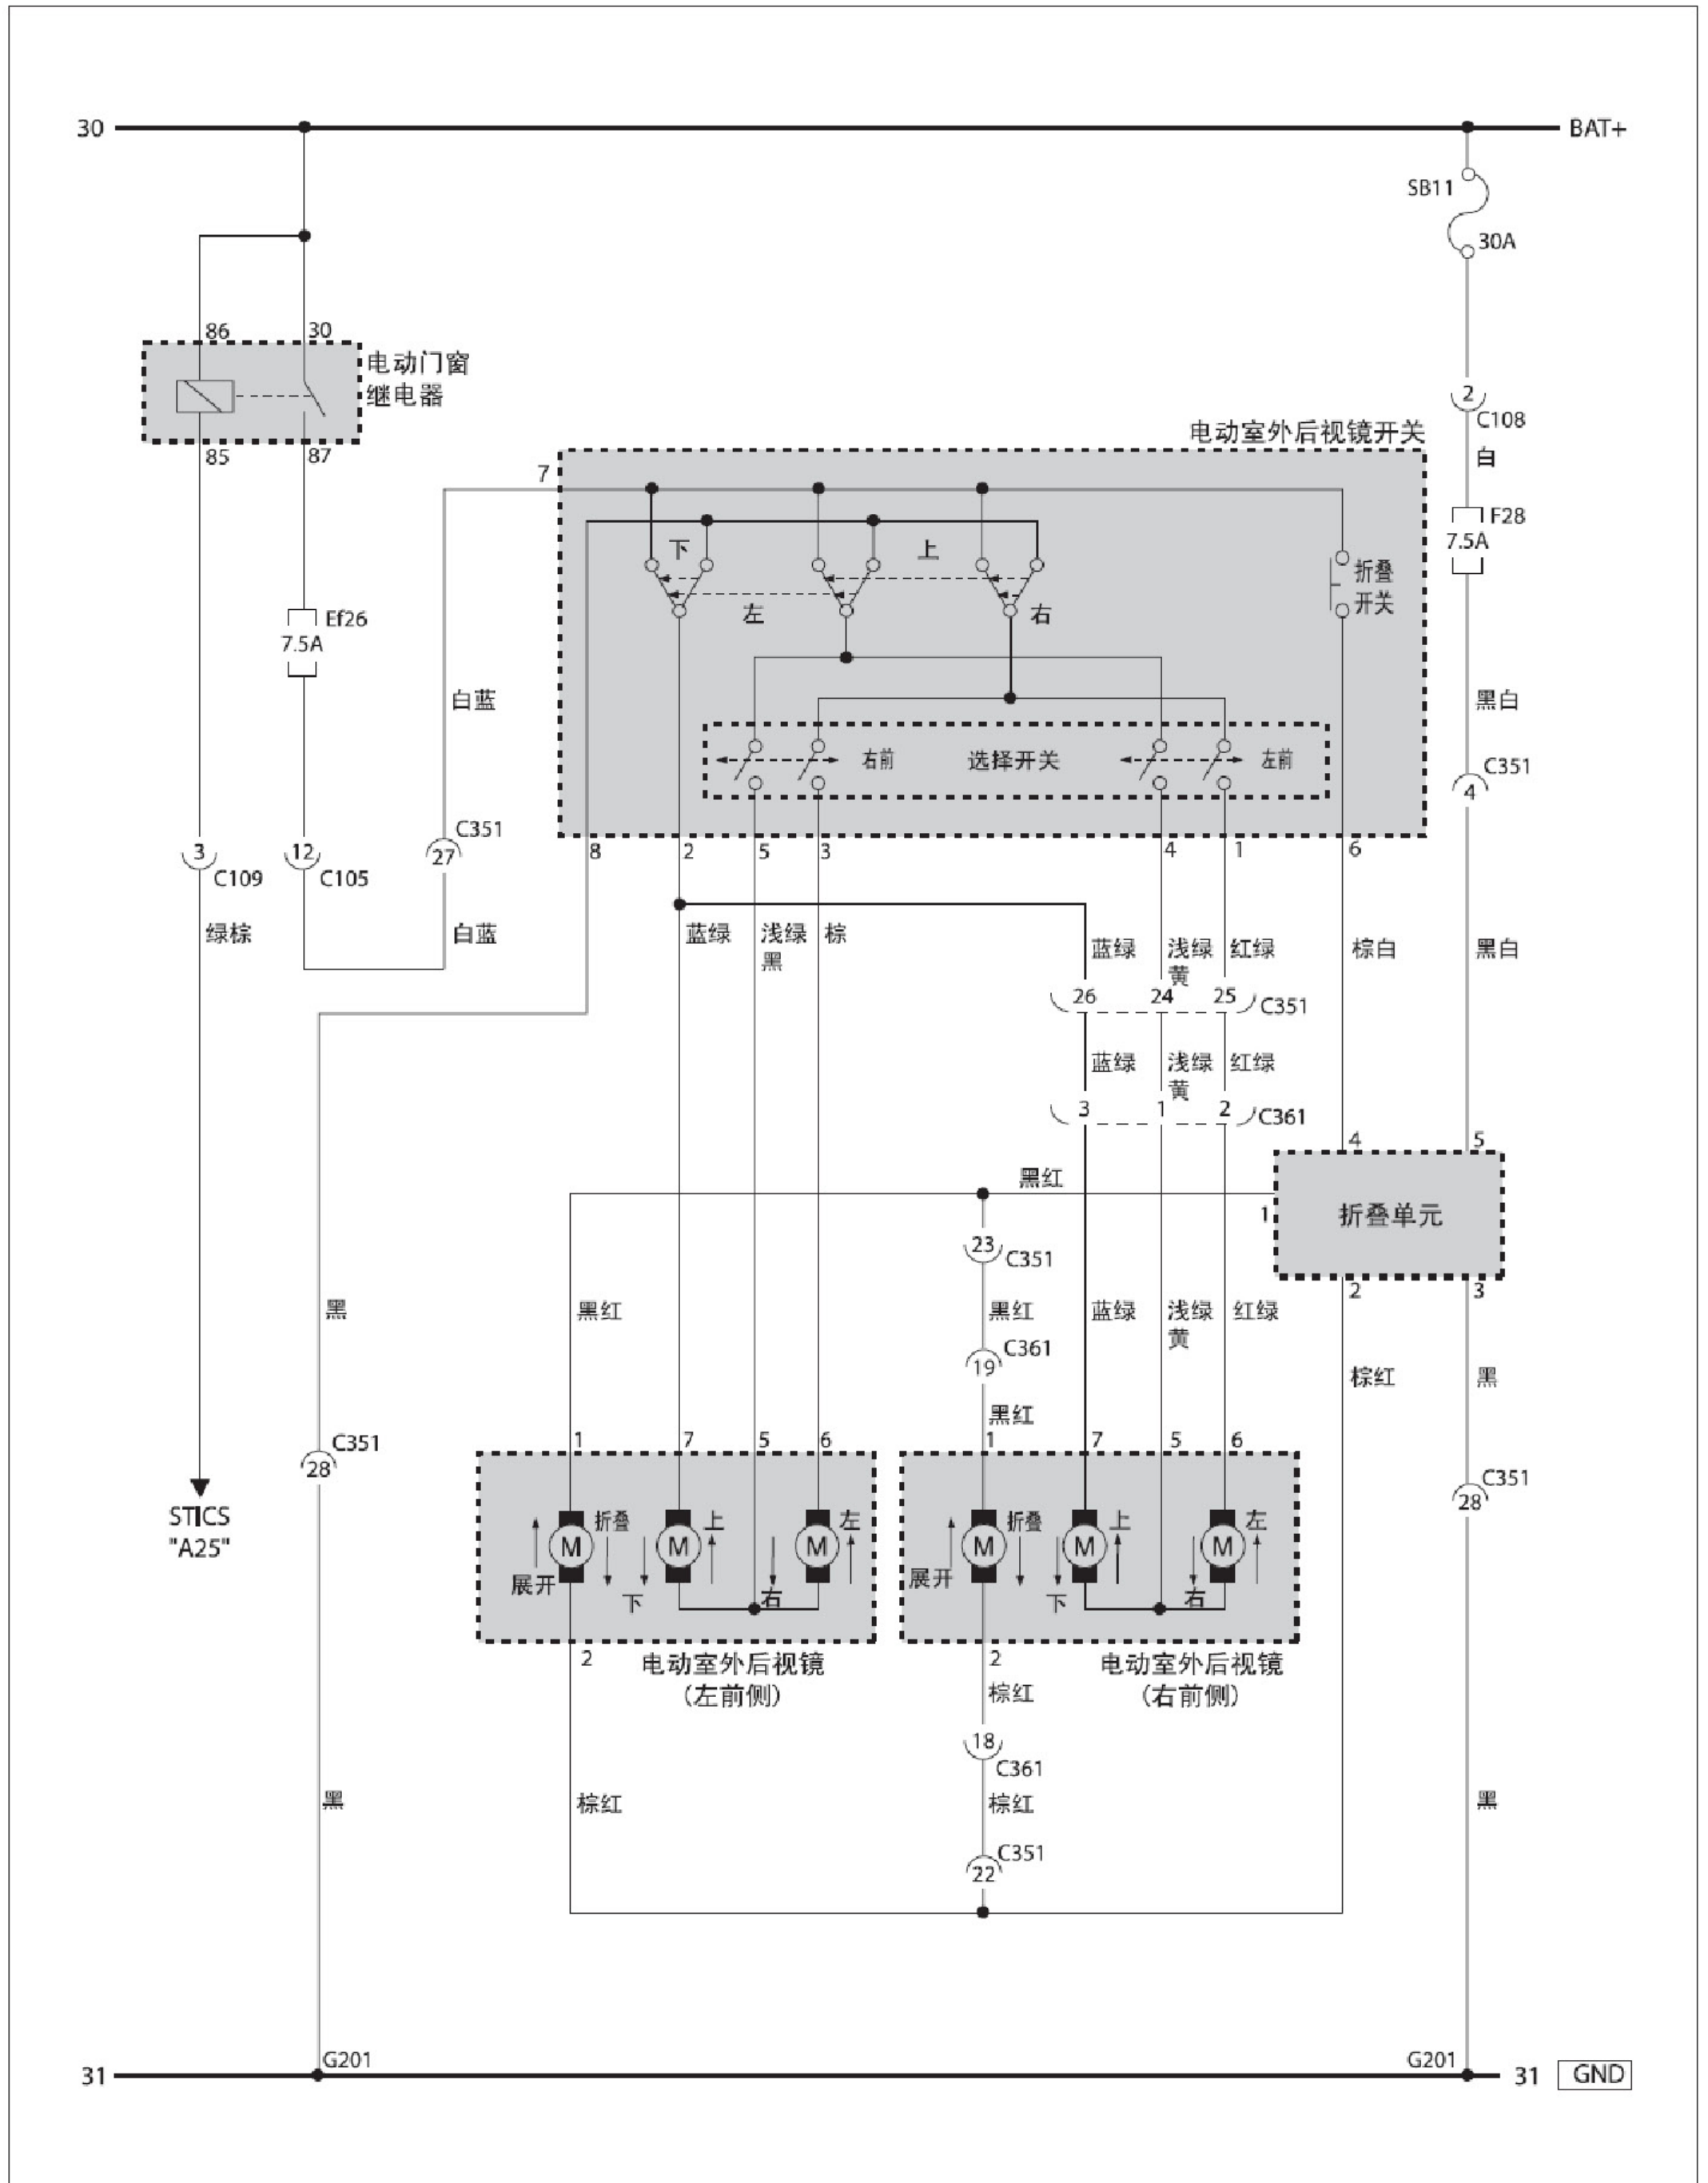 30
BAT+
SB11
30A
86
30
电动门窗
继电器
85
87
2
C108
白
电动室外后视镜开关
7
F28
7.5A
下
上
折叠
开关
左
右
Ef26
7.5A
白蓝
黑白
右前
选择开关
左前
C351
4
C351
27
3
C109
12
C105
8
2
5
3
4
1
6
绿棕
白蓝
蓝绿
浅绿
黑
棕
蓝绿
浅绿
黄
红绿
棕白
黑白
26
24
25
C351
蓝绿
浅绿
黄
红绿
3
1
2
C361
4
5
黑红
1
折叠单元
23
C351
2
3
黑
黑红
黑红
蓝绿
浅绿
黄
红绿
C361
19
棕红
黑
黑红
C351
28
1
7
5
6
1
7
5
6
C351
28
STICS
"A25"
M
折叠
展开
M
上
下
M
左
右
M
折叠
展开
M
上
下
M
左
右
2
电动室外后视镜
(左前侧)
2
电动室外后视镜
(右前侧)
棕红
18
C361
黑
棕红
棕红
黑
C351
22
G201
G201
31
31
GND